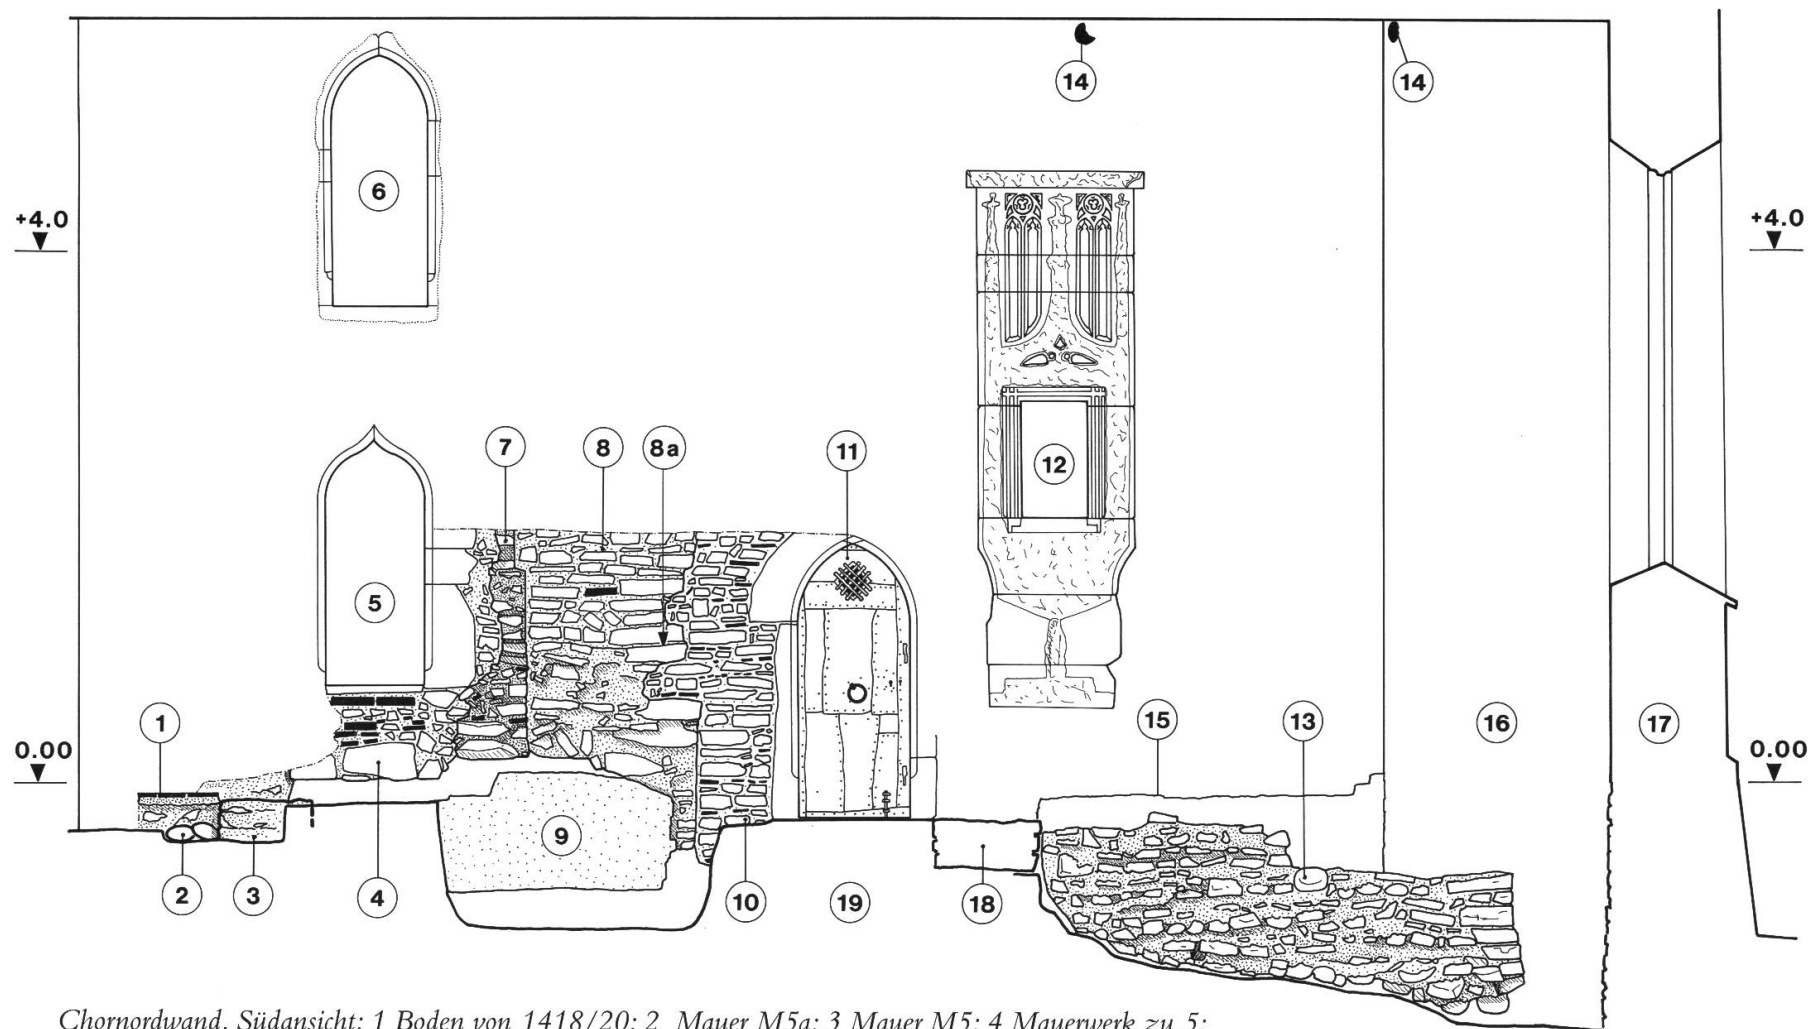 14 14
6
+4.0 +4.0
7 8 8a 11
12
5
1 15 13 16 17
0.00 0.00
9
2 3 4 10 19 18
Chornordwand, Südansicht: 1 Boden von 1418/20; 2 Mauer M5a; 3 Mauer M5; 4 Mauerwerk zu 5;